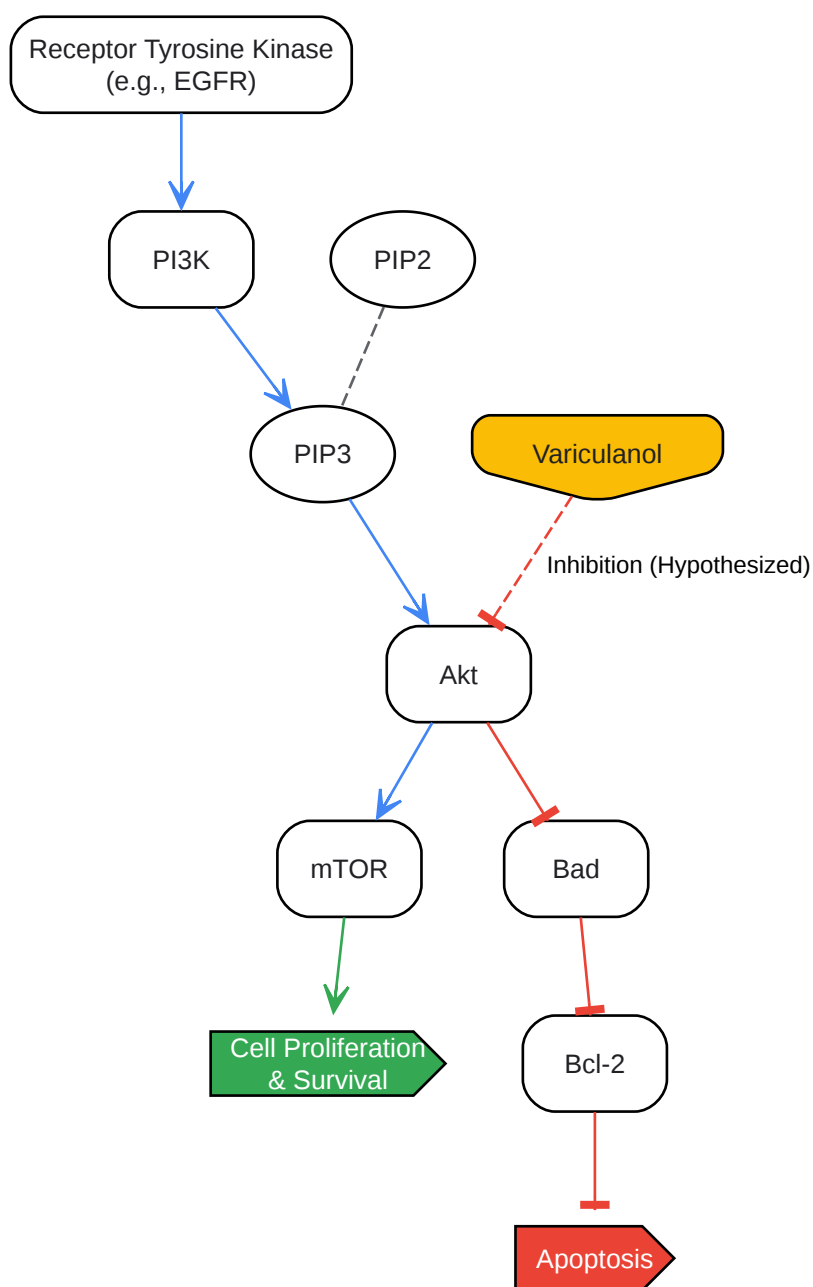 Receptor Tyrosine Kinase
(e.g., EGFR)
PI3K
PIP2
PIP3
Variculanol
Inhibition (Hypothesized)
Akt
mTOR
Bad
Cell Proliferation
& Survival
Bcl-2
Apoptosis